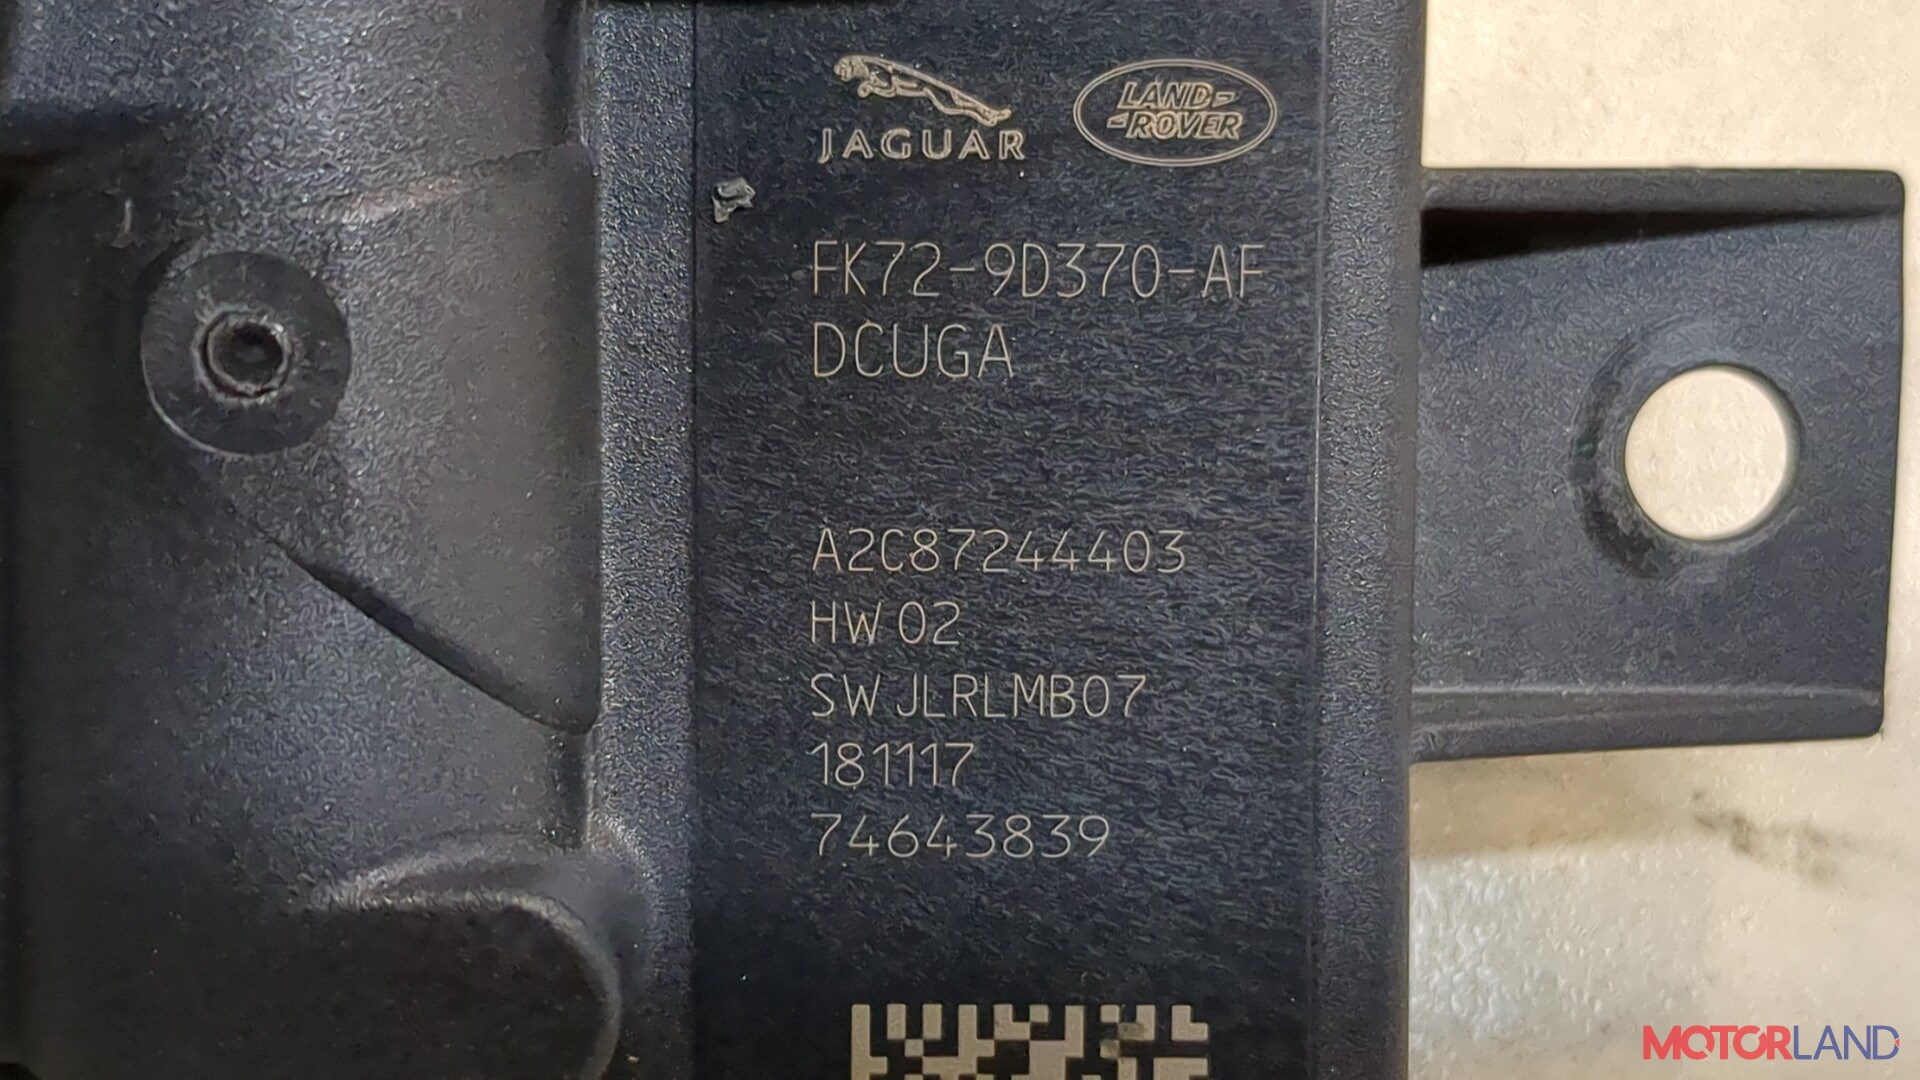 JAGUAR
LAND-
-ROVER
FK72-9D370-AF
DCUGA
A2C87244403
HW 02
SW JLRLMB07
181117
74643839
MOTORLAND